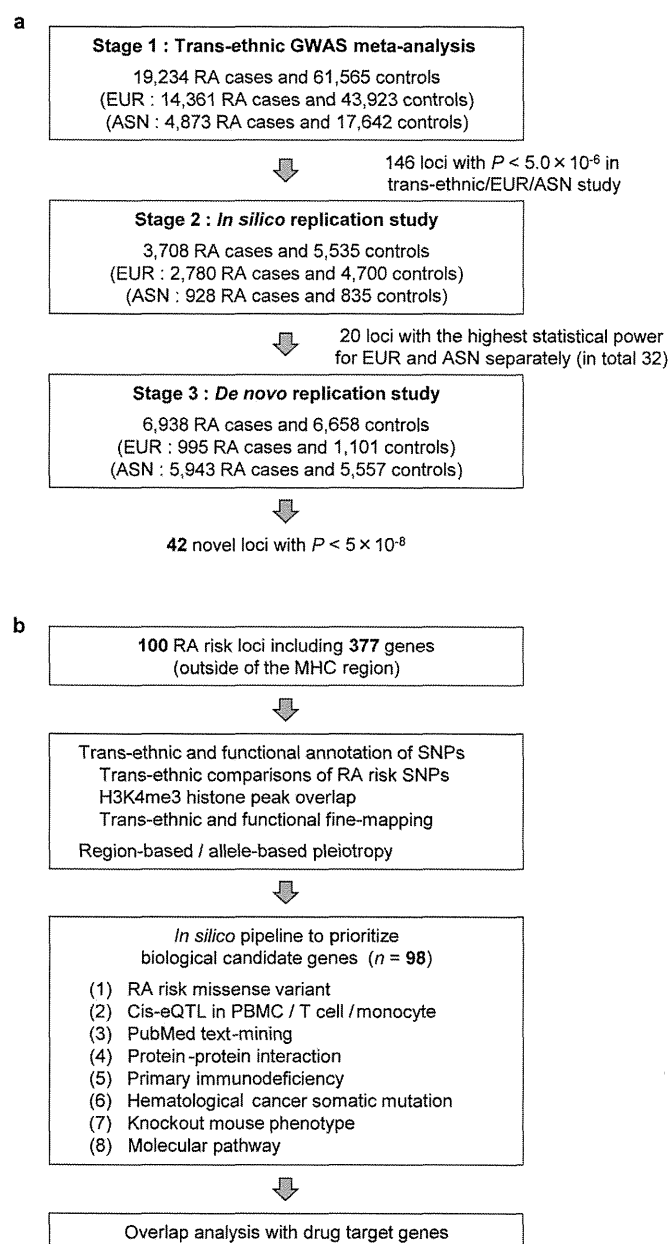 a
Stage 1 : Trans-ethnic GWAS meta-analysis
19,234 RA cases and 61,565 controls
(EUR : 14,361 RA cases and 43,923 controls)
(ASN : 4,873 RA cases and 17,642 controls)
146 loci with P < 5.0 × 10⁻⁶ in
trans-ethnic/EUR/ASN study
Stage 2 : In silico replication study
3,708 RA cases and 5,535 controls
(EUR : 2,780 RA cases and 4,700 controls)
(ASN : 928 RA cases and 835 controls)
20 loci with the highest statistical power
for EUR and ASN separately (in total 32)
Stage 3 : De novo replication study
6,938 RA cases and 6,658 controls
(EUR : 995 RA cases and 1,101 controls)
(ASN : 5,943 RA cases and 5,557 controls)
42 novel loci with P < 5 × 10⁻⁸
b
100 RA risk loci including 377 genes
(outside of the MHC region)
Trans-ethnic and functional annotation of SNPs
Trans-ethnic comparisons of RA risk SNPs
H3K4me3 histone peak overlap
Trans-ethnic and functional fine-mapping
Region-based / allele-based pleiotropy
In silico pipeline to prioritize
biological candidate genes (n = 98)
(1) RA risk missense variant
(2) Cis-eQTL in PBMC / T cell / monocyte
(3) PubMed text-mining
(4) Protein-protein interaction
(5) Primary immunodeficiency
(6) Hematological cancer somatic mutation
(7) Knockout mouse phenotype
(8) Molecular pathway
Overlap analysis with drug target genes